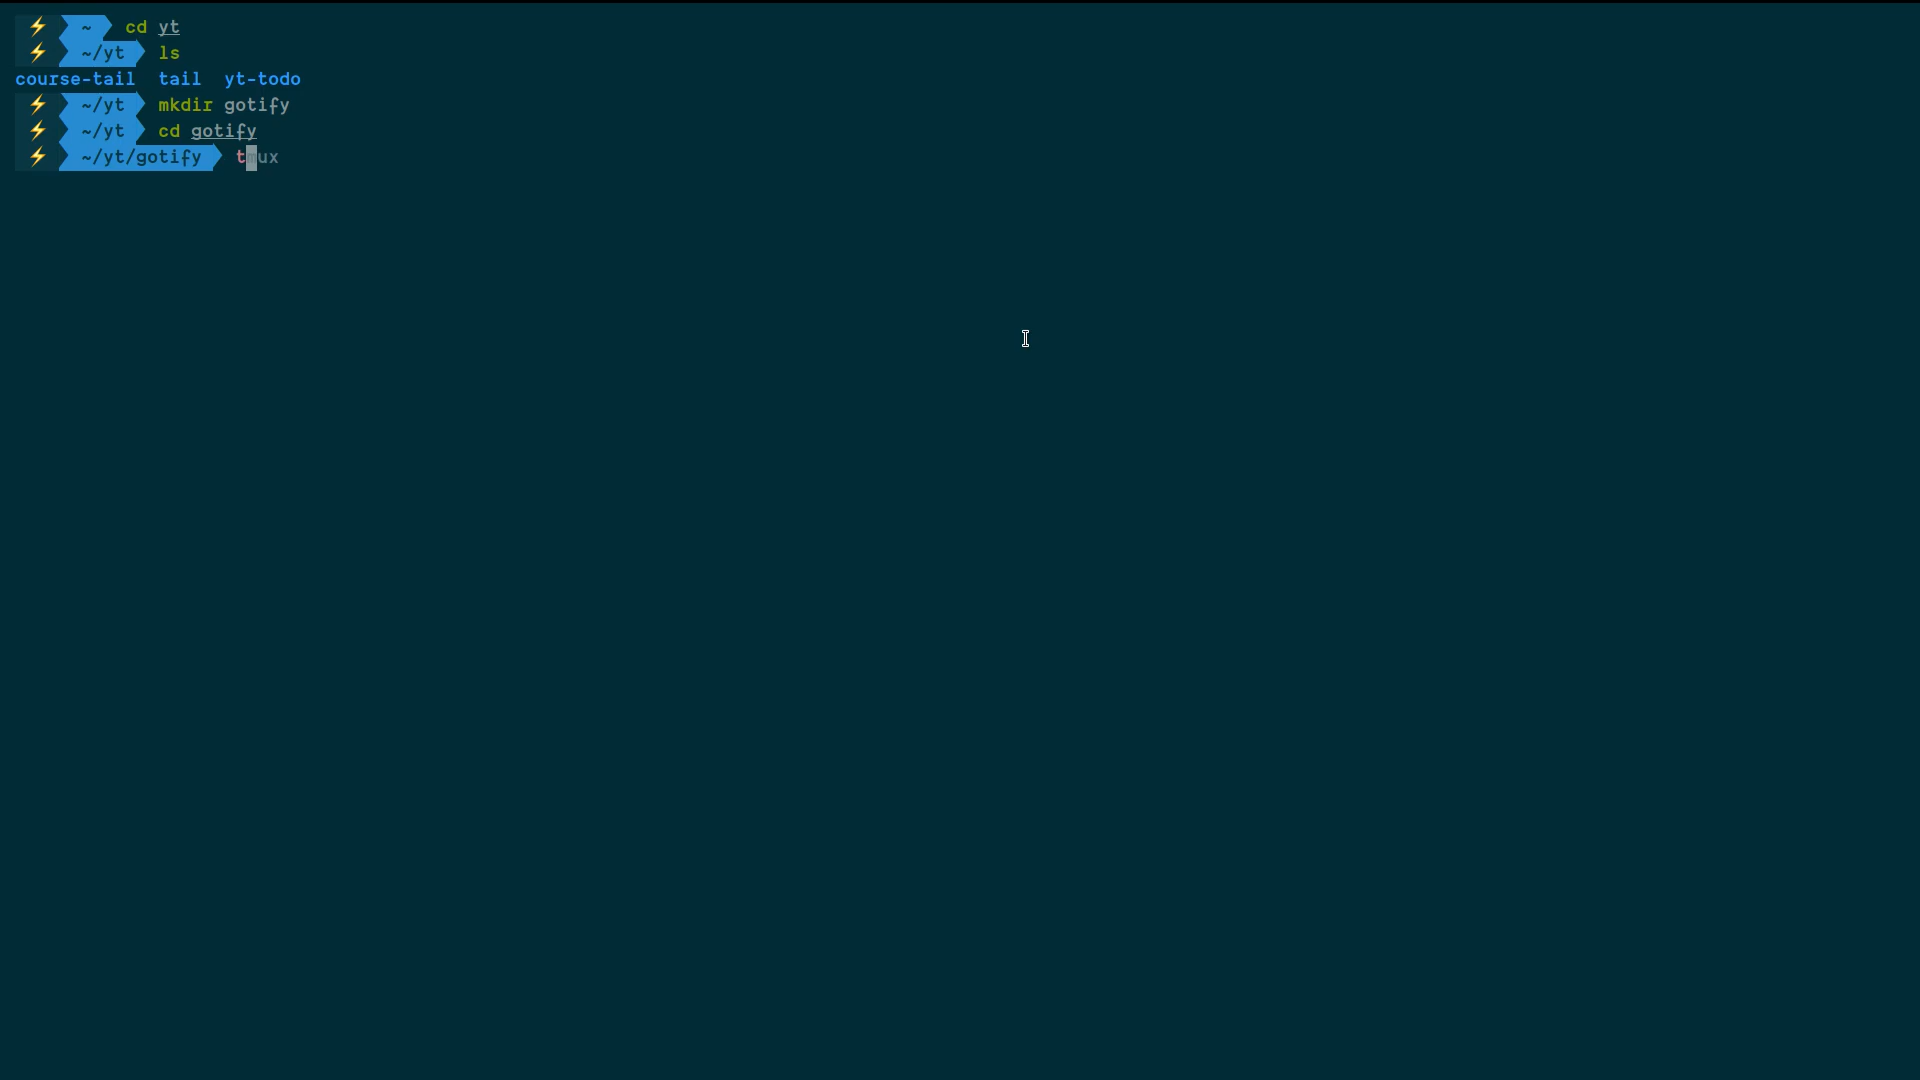 ⚡ ~ cd yt
⚡ ~/yt ls
course-tail tail yt-todo
⚡ ~/yt mkdir gotify
⚡ ~/yt cd gotify
⚡ ~/yt/gotify tmux